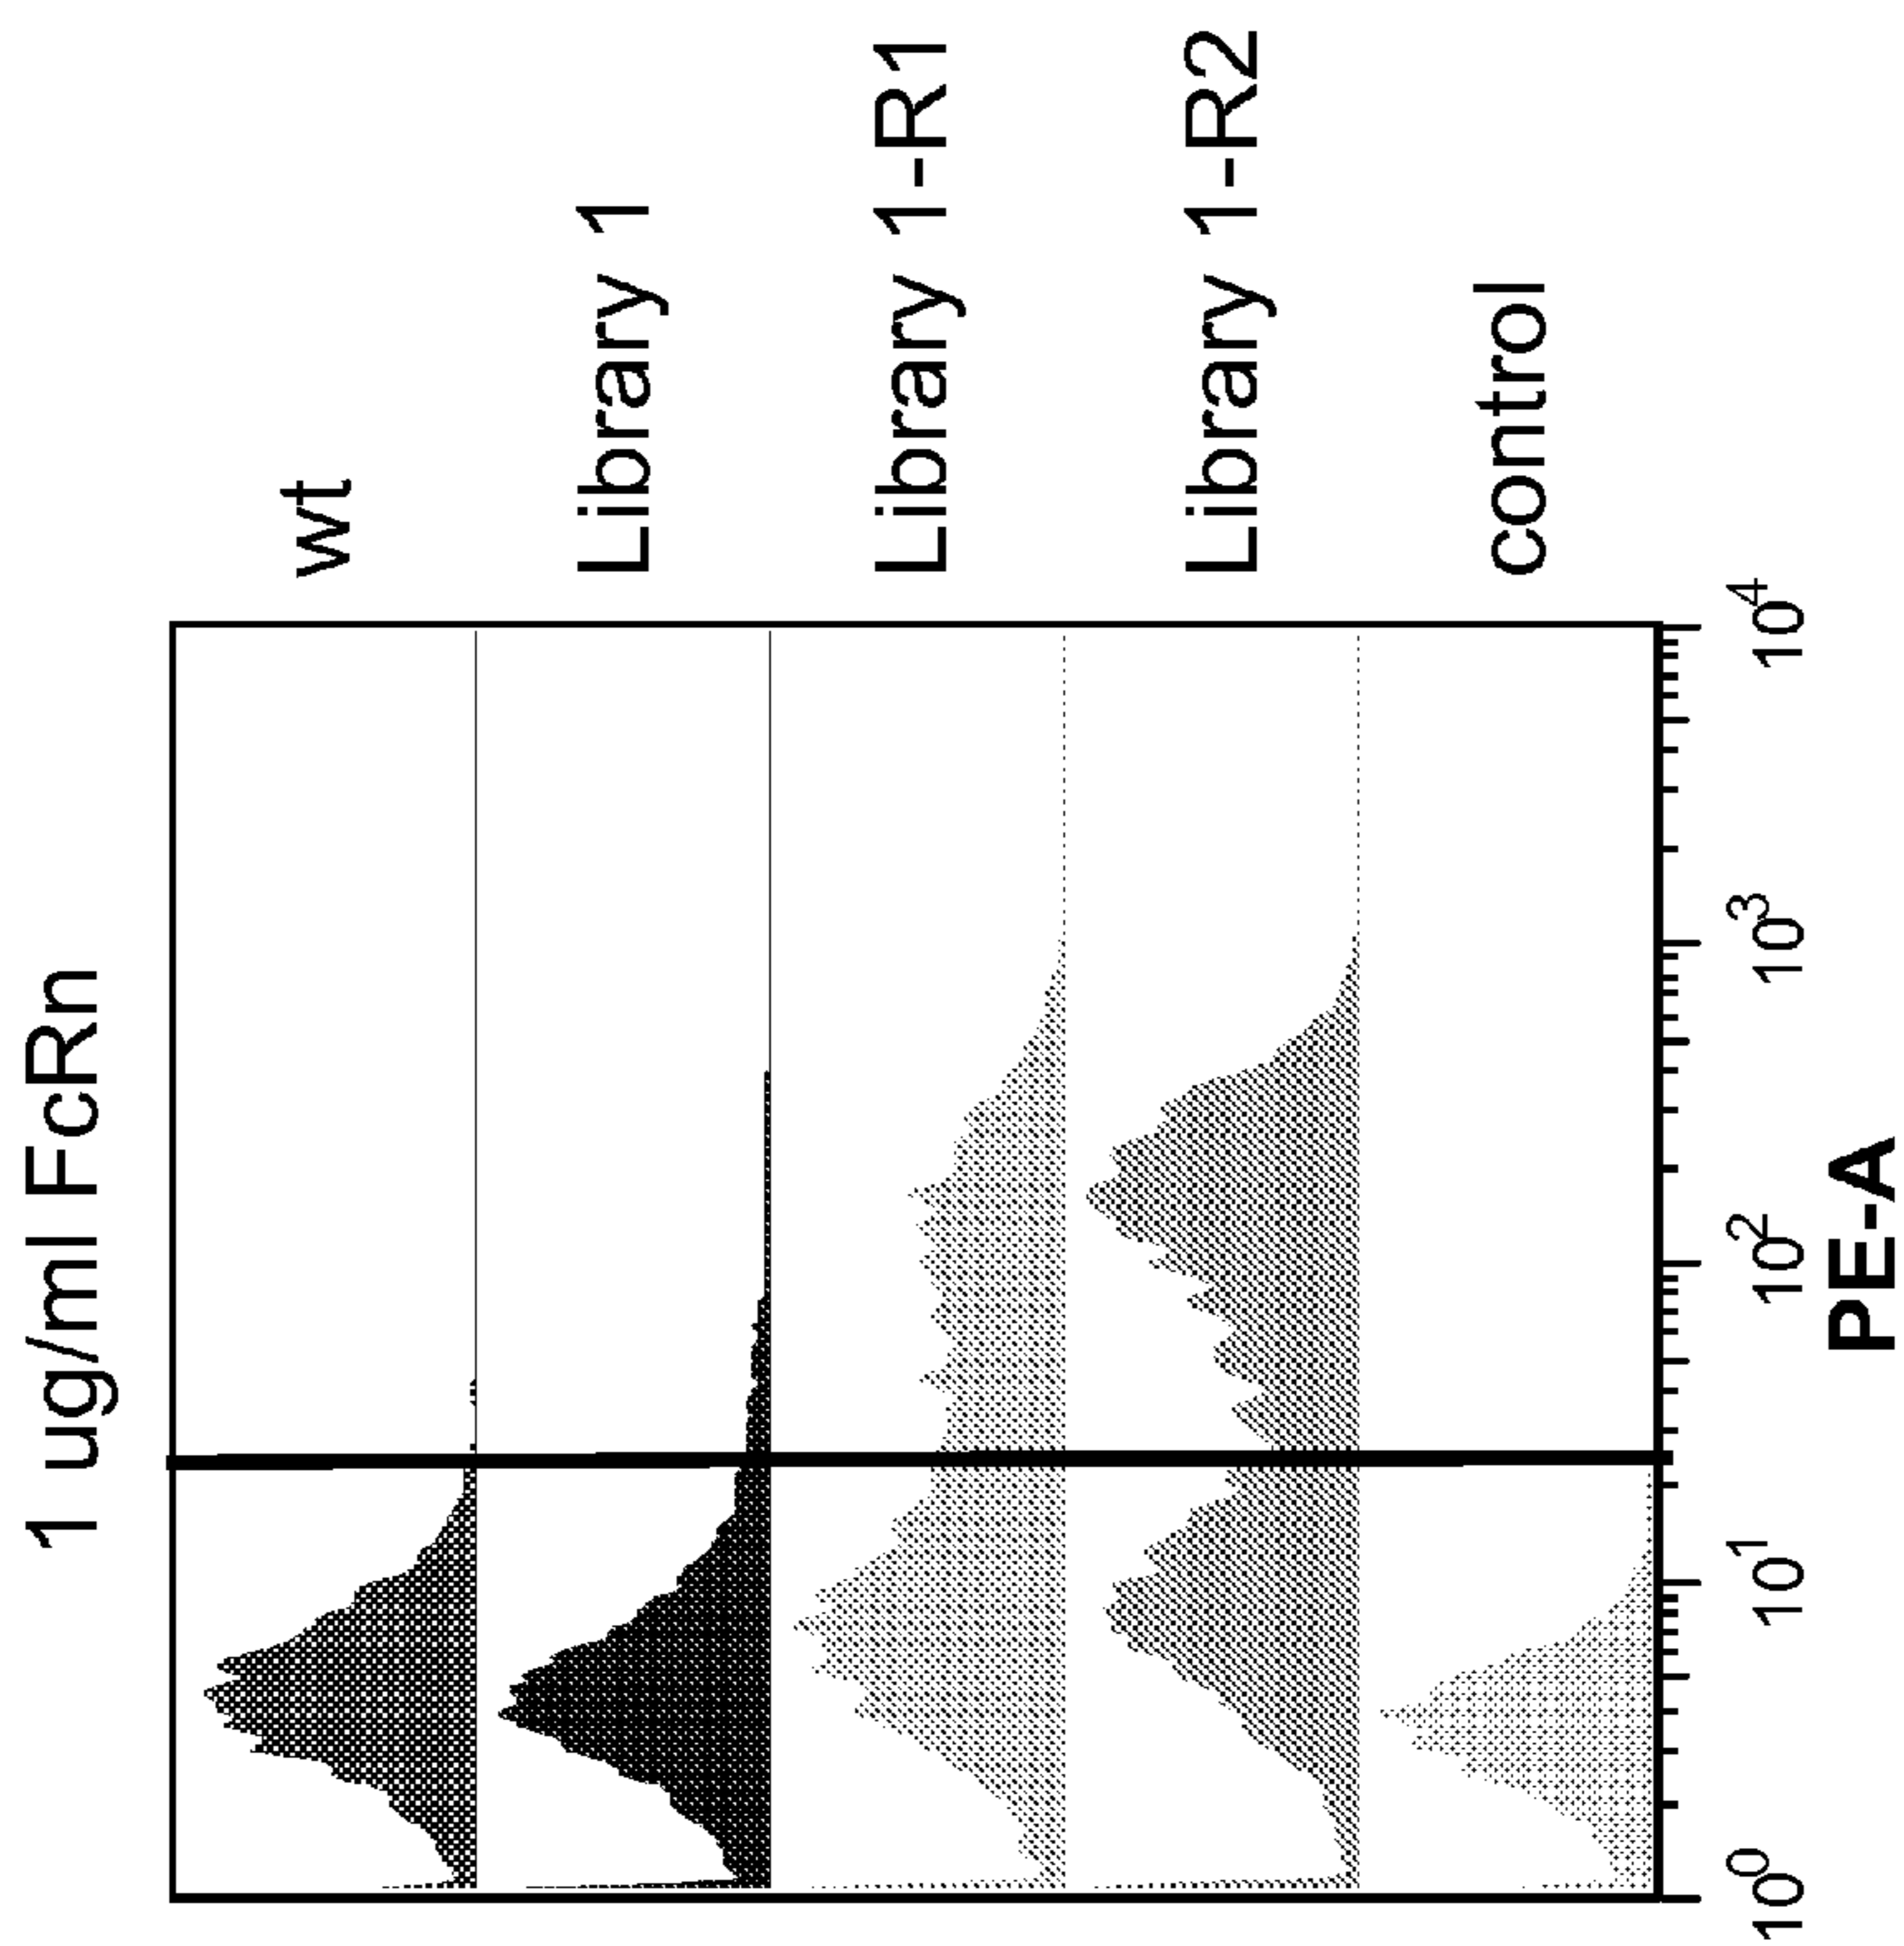 1 ug/ml FcRn
wt
Library 1
Library 1-R1
Library 1-R2
control
10^0 10^1 10^2 10^3 10^4
PE-A